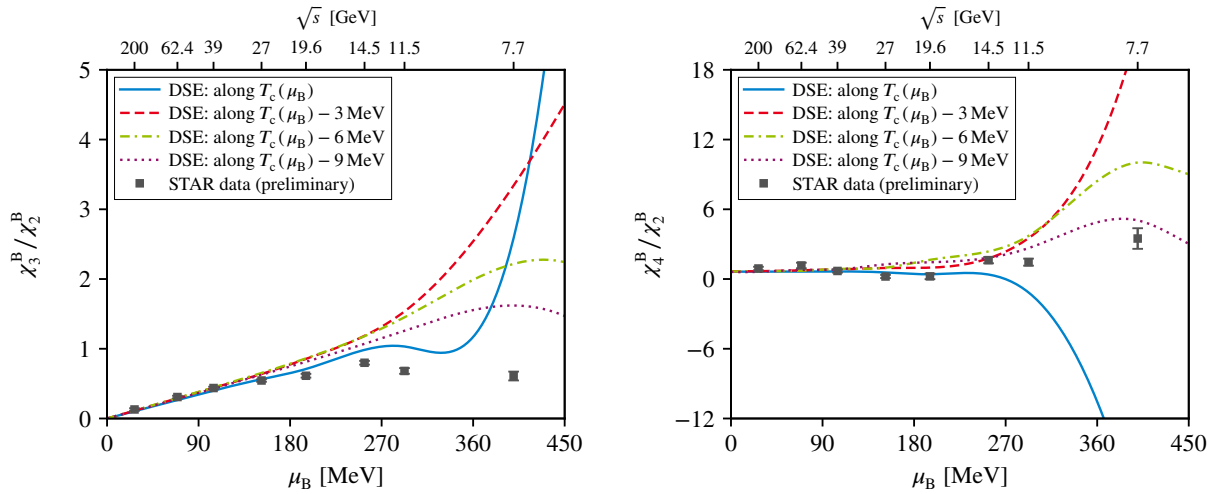 √s [GeV]
200 62.4 39 27 19.6 14.5 11.5 7.7
5
4
3
2
1
0
χ₃ᴮ/χ₂ᴮ
DSE: along T_c(μ_B)
DSE: along T_c(μ_B) − 3 MeV
DSE: along T_c(μ_B) − 6 MeV
DSE: along T_c(μ_B) − 9 MeV
STAR data (preliminary)
0 90 180 270 360 450
μ_B [MeV]
√s [GeV]
200 62.4 39 27 19.6 14.5 11.5 7.7
18
12
6
0
−6
−12
χ₄ᴮ/χ₂ᴮ
DSE: along T_c(μ_B)
DSE: along T_c(μ_B) − 3 MeV
DSE: along T_c(μ_B) − 6 MeV
DSE: along T_c(μ_B) − 9 MeV
STAR data (preliminary)
0 90 180 270 360 450
μ_B [MeV]